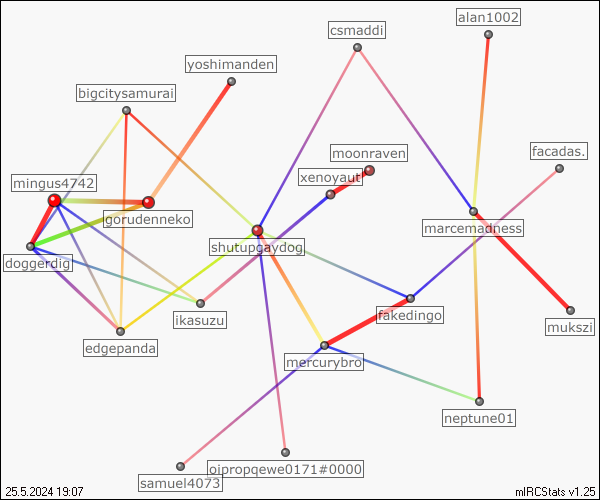 alan1002
csmaddi
yoshimanden
bigcitysamurai
moonraven
facadas.
xenoyaut
mingus4742
gorudenneko
marcemadness
shutupgaydog
doggerdig
fakedingo
ikasuzu
mukszi
edgepanda
mercurybro
neptune01
oipropqewe0171#0000
samuel4073
25.5.2024 19:07
mIRCStats v1.25